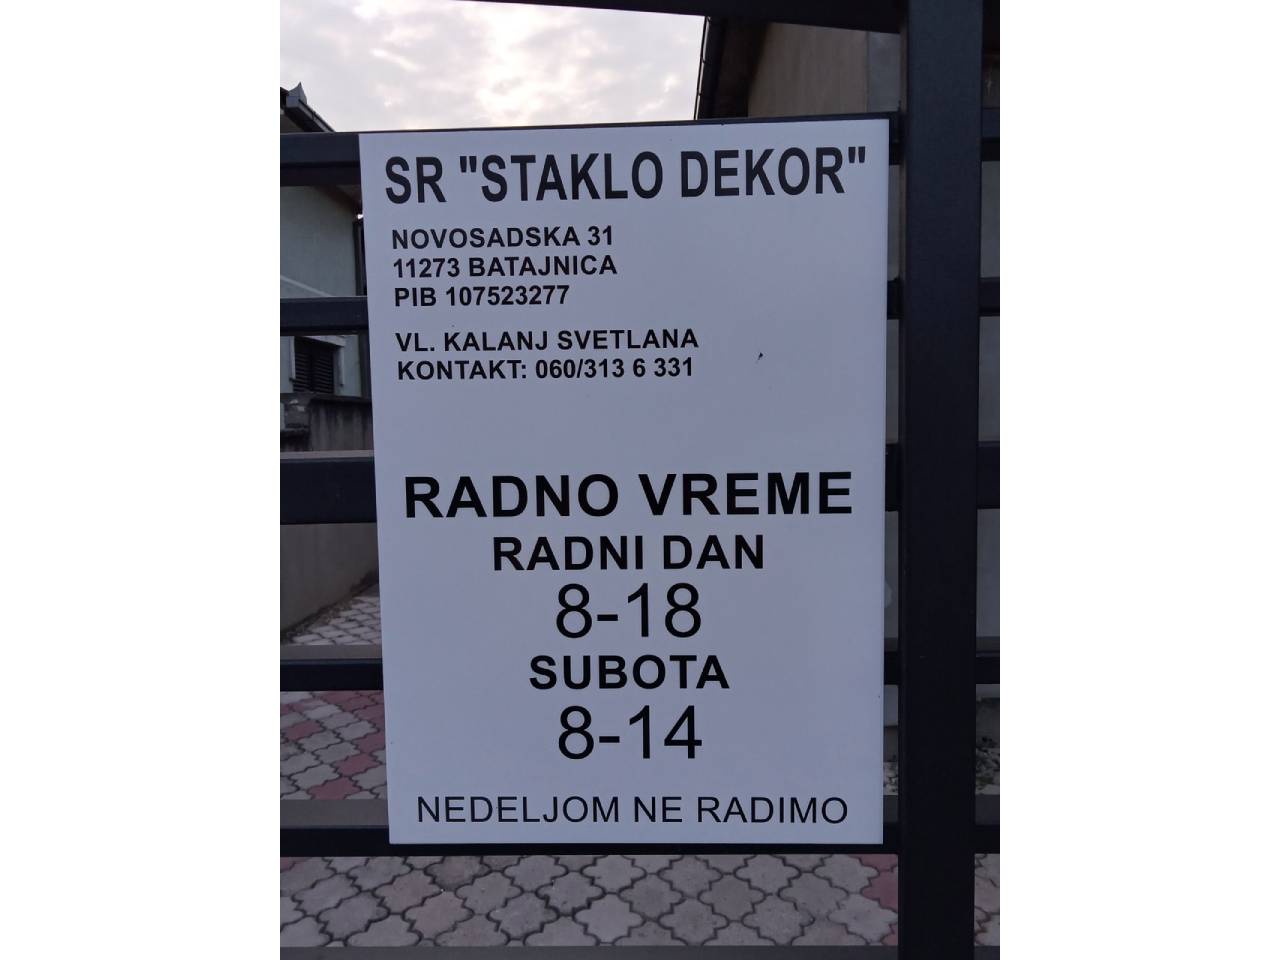 SR "STAKLO DEKOR"
NOVOSADSKA 31
11273 BATAJNICA
PIB 107523277
VL. KALANJ SVETLANA
KONTAKT: 060/313 6 331
RADNO VREME
RADNI DAN
8-18
SUBOTA
8-14
NEDELJOM NE RADIMO